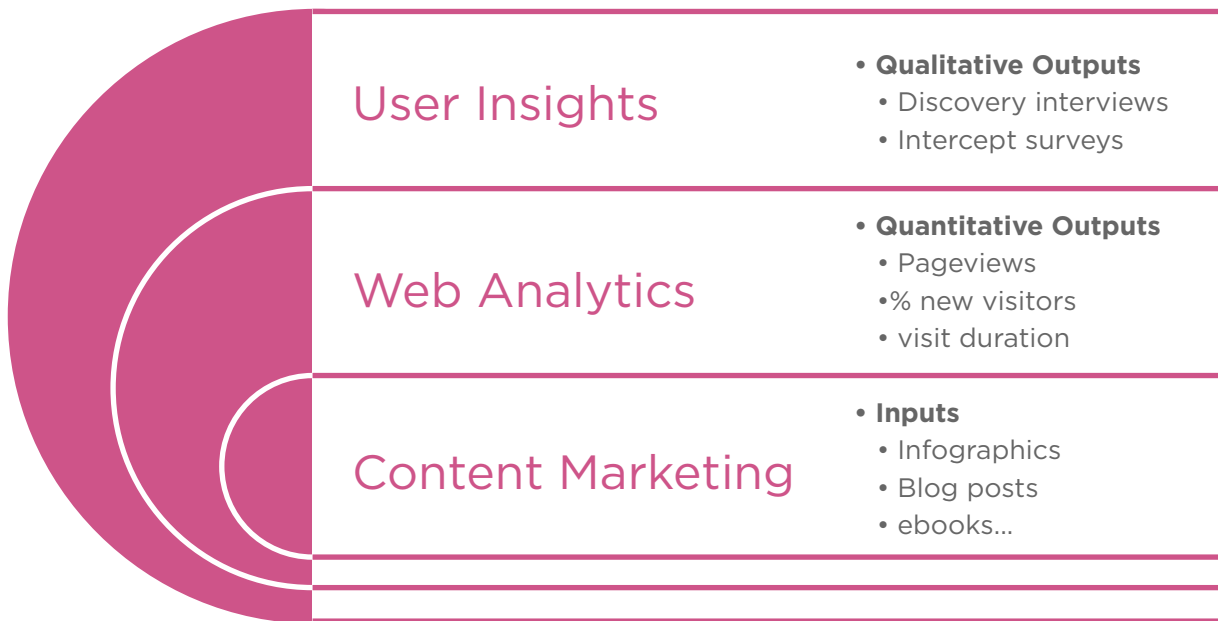 User Insights
• Qualitative Outputs
• Discovery interviews
• Intercept surveys
Web Analytics
• Quantitative Outputs
• Pageviews
•% new visitors
• visit duration
Content Marketing
• Inputs
• Infographics
• Blog posts
• ebooks...